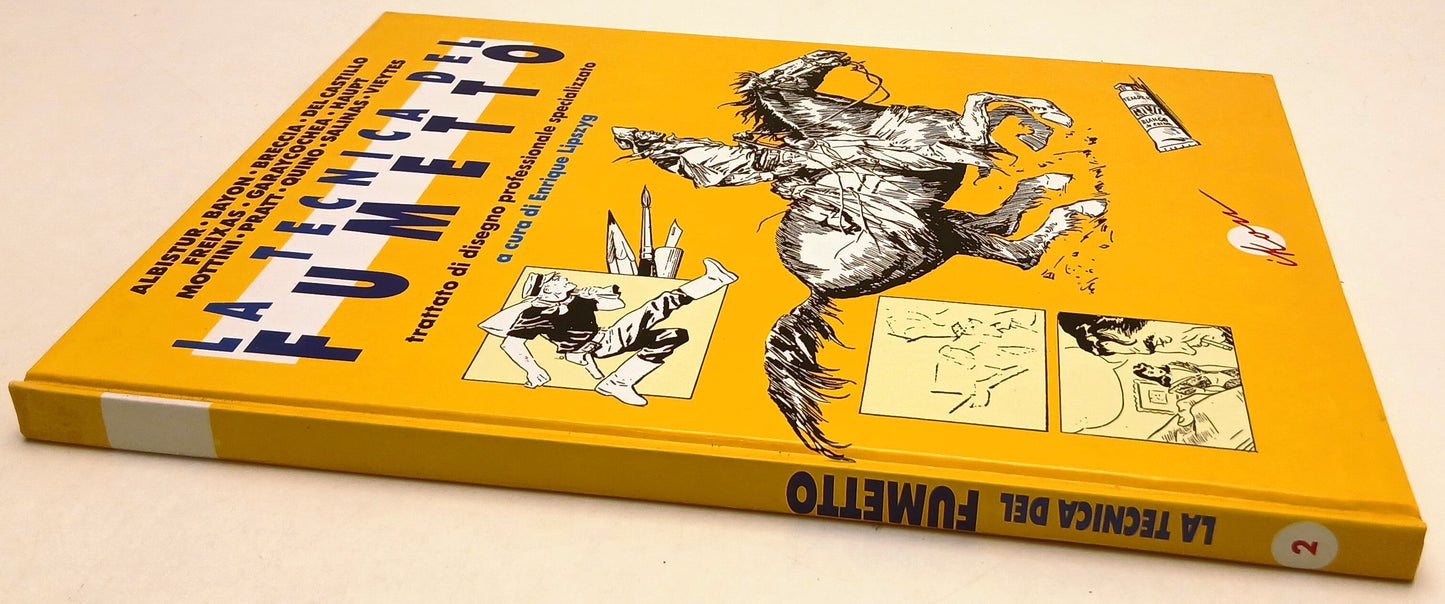 ALBISTUR • BAYON • BRECCIA • DEL CASTILLO
FREIXAS • GARAYCOCHEA • HAUPT
MOTTINI • PRATT • QUINO • SALINAS • VIEYTES
LA TECNICA DEL
FUMETTO
trattato di disegno professionale specializzato
a cura di Enrique Lipszyg
LA TECNICA DEL FUMETTO
2